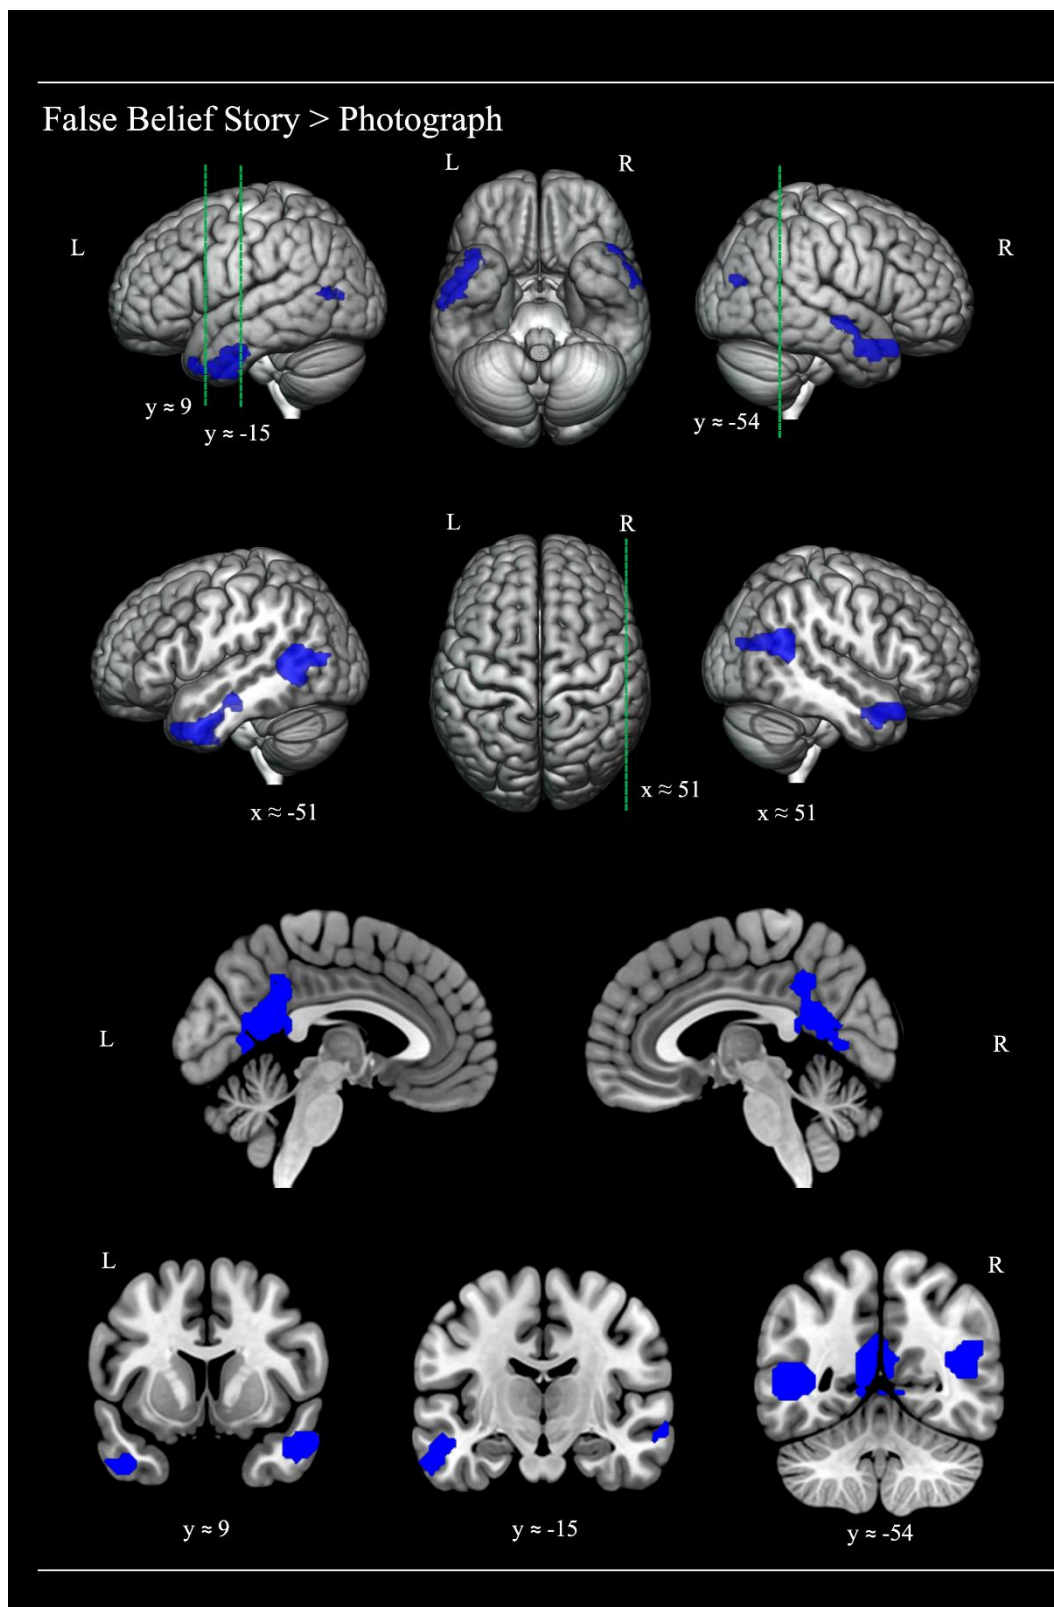 False Belief Story > Photograph
L R
L R
y ≈ 9 y ≈ -54
y ≈ -15
L R
x ≈ 51
x ≈ -51 x ≈ 51
L R
L R
y ≈ 9 y ≈ -15 y ≈ -54